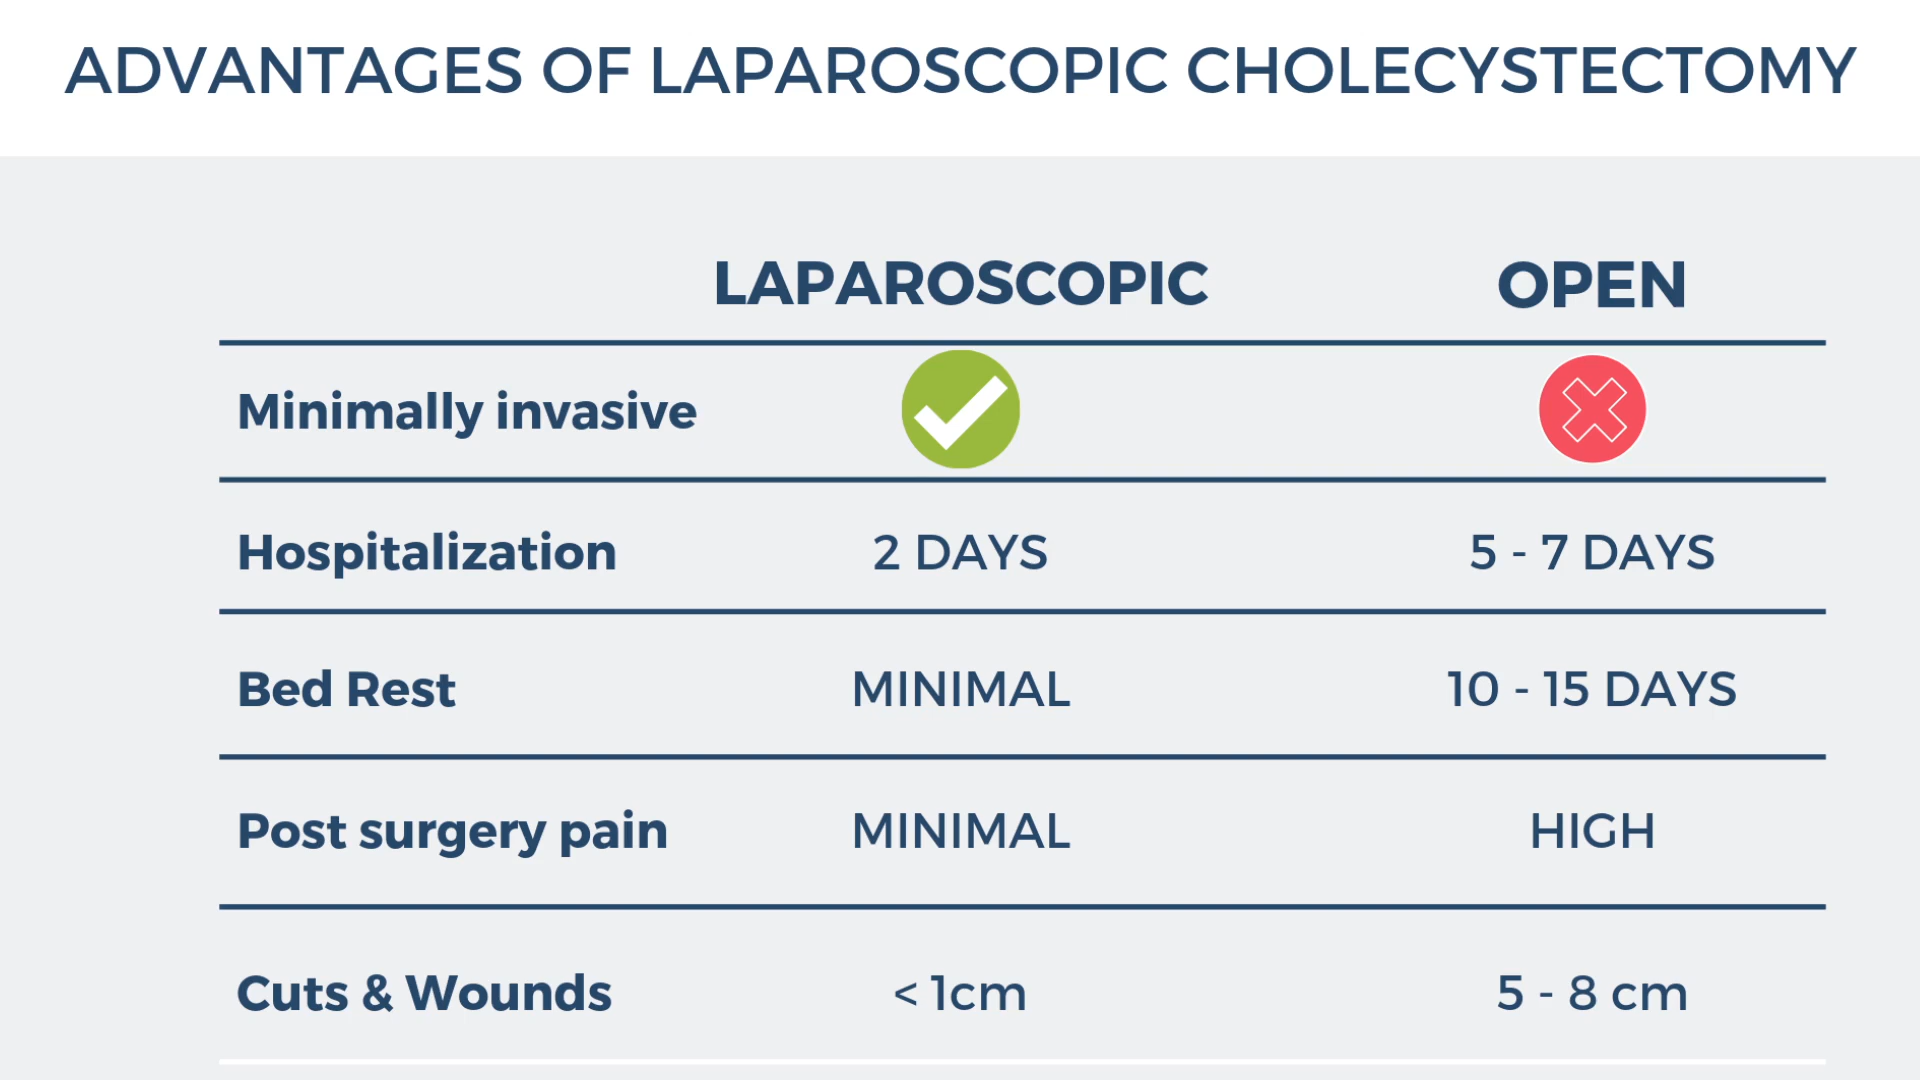 ADVANTAGES OF LAPAROSCOPIC CHOLECYSTECTOMY
LAPAROSCOPIC OPEN
Minimally invasive
Hospitalization 2 DAYS 5 - 7 DAYS
Bed Rest MINIMAL 10 - 15 DAYS
Post surgery pain MINIMAL HIGH
Cuts & Wounds < 1cm 5 - 8 cm